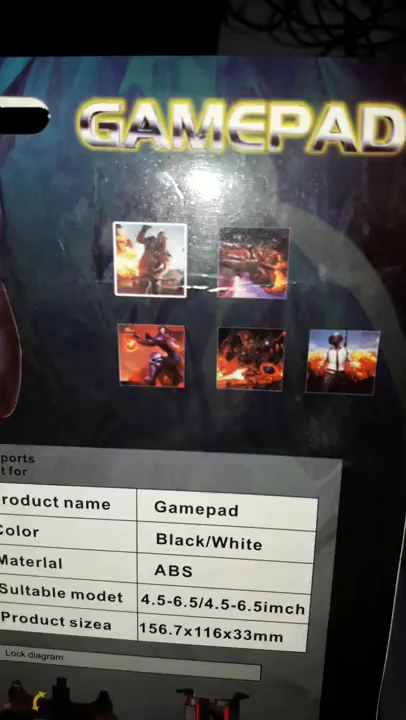 GAMEPAD
ports
t for
roduct name Gamepad
Color Black/White
Materlal ABS
Sultable modet 4.5-6.5/4.5-6.5imch
Product sizea 156.7x116x33mm
Lock diagram